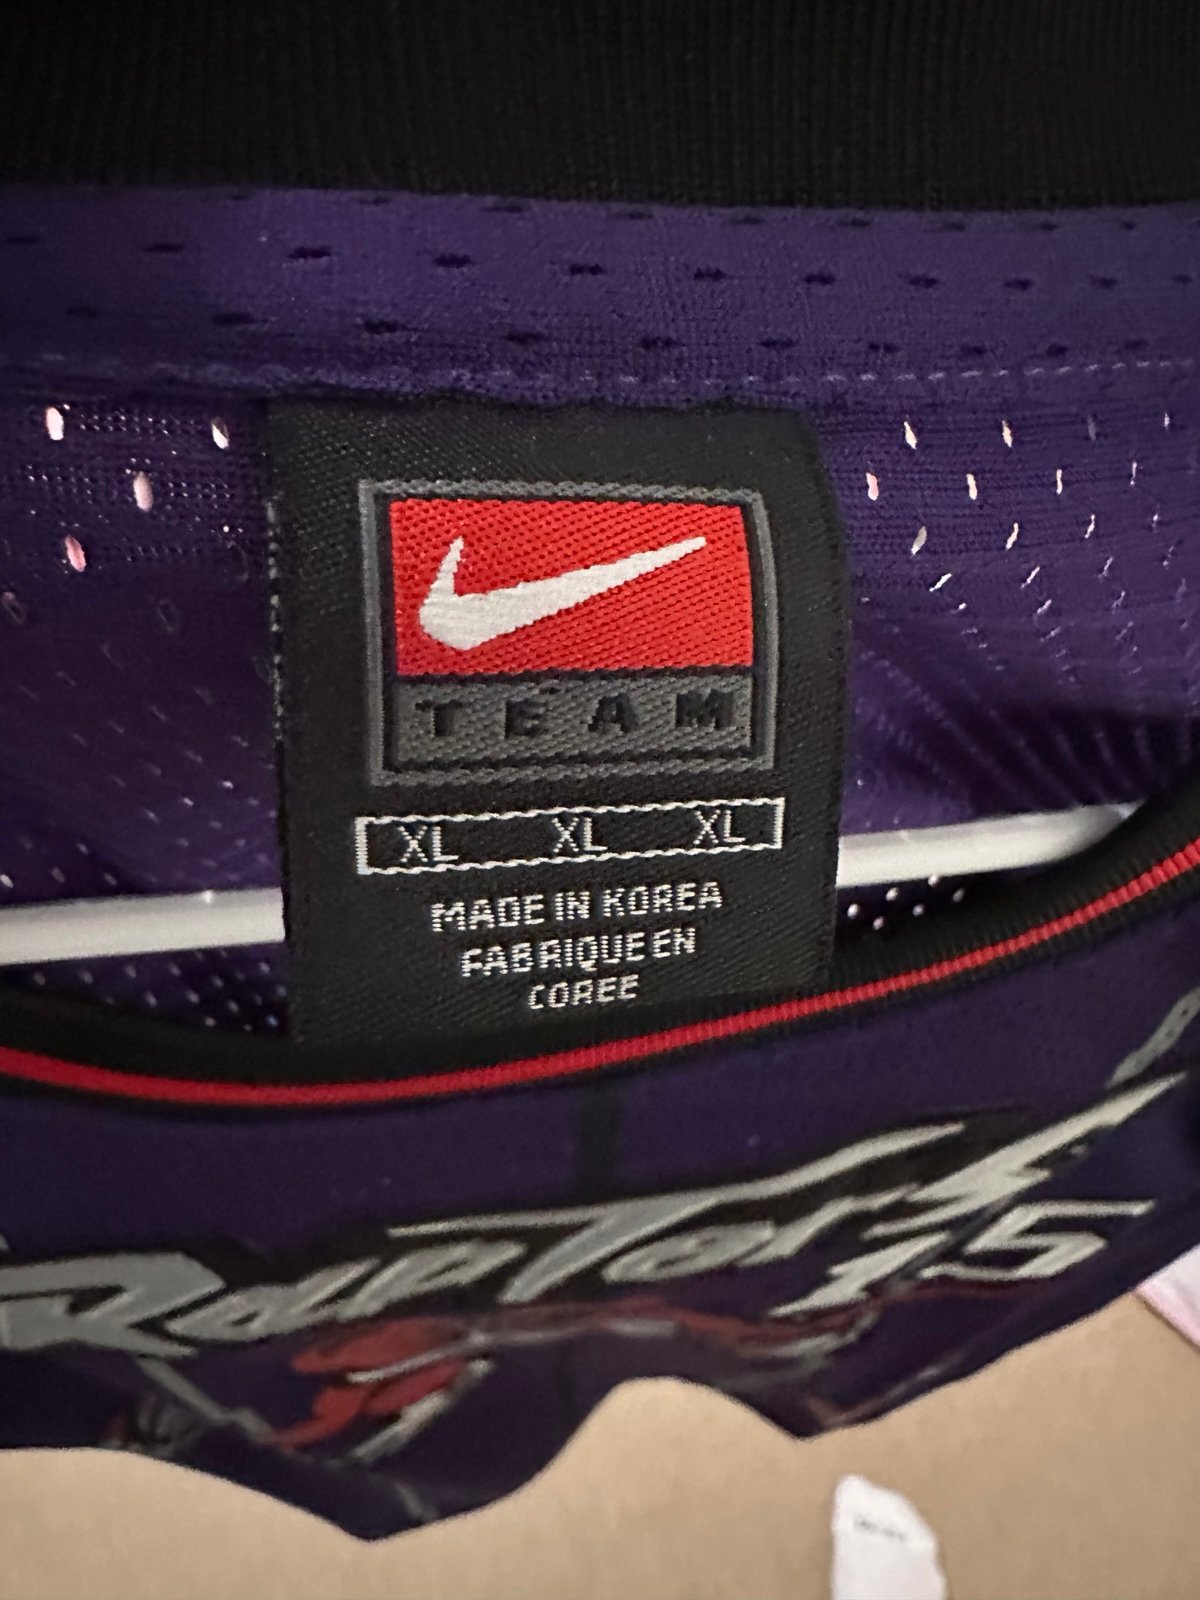 TEAM
XL XL XL
MADE IN KOREA
FABRIQUE EN
COREE
RapTorS
15